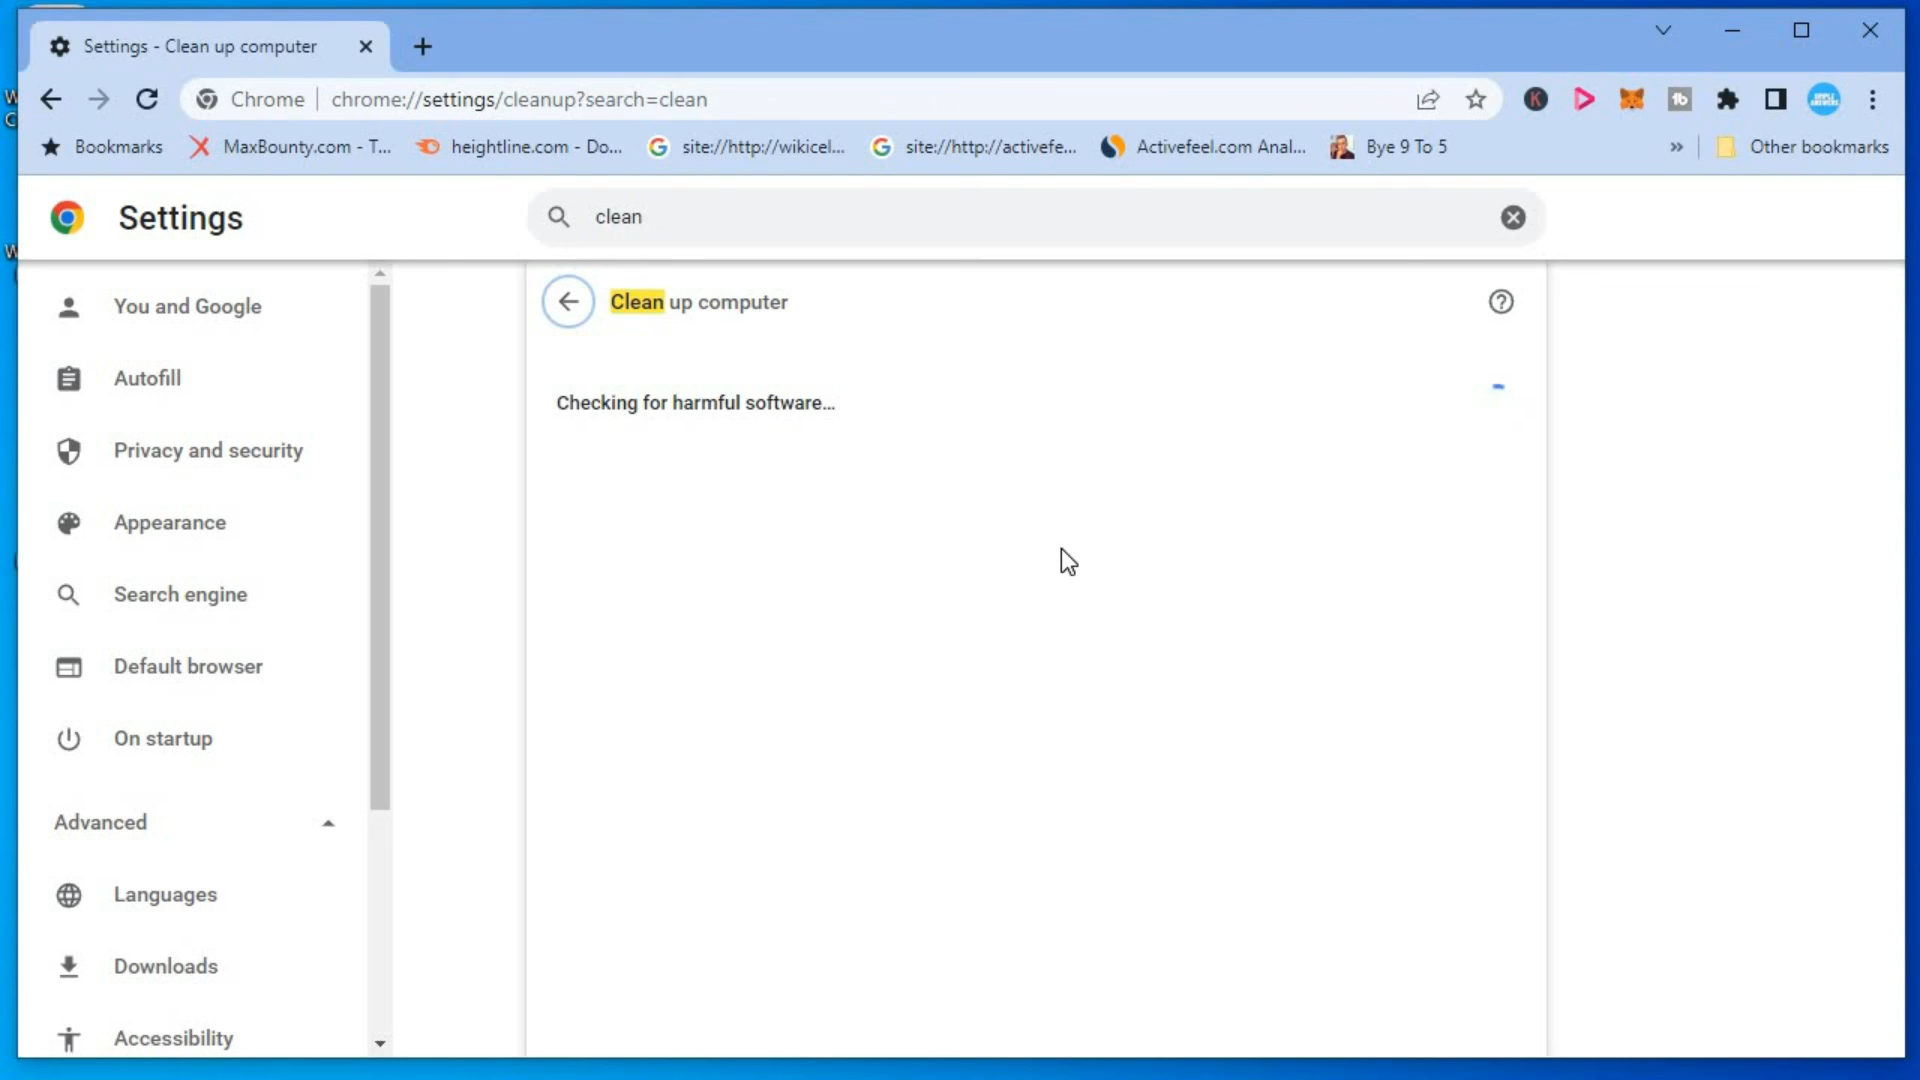 Settings - Clean up computer
Chrome chrome://settings/cleanup?search=clean
Bookmarks MaxBounty.com - T... heightline.com - Do... site://http://wikicel... site://http://activefe... Activefeel.com Anal... Bye 9 To 5 » Other bookmarks
Settings
clean
You and Google
Autofill
Privacy and security
Appearance
Search engine
Default browser
On startup
Advanced
Languages
Downloads
Accessibility
Clean up computer
Checking for harmful software...